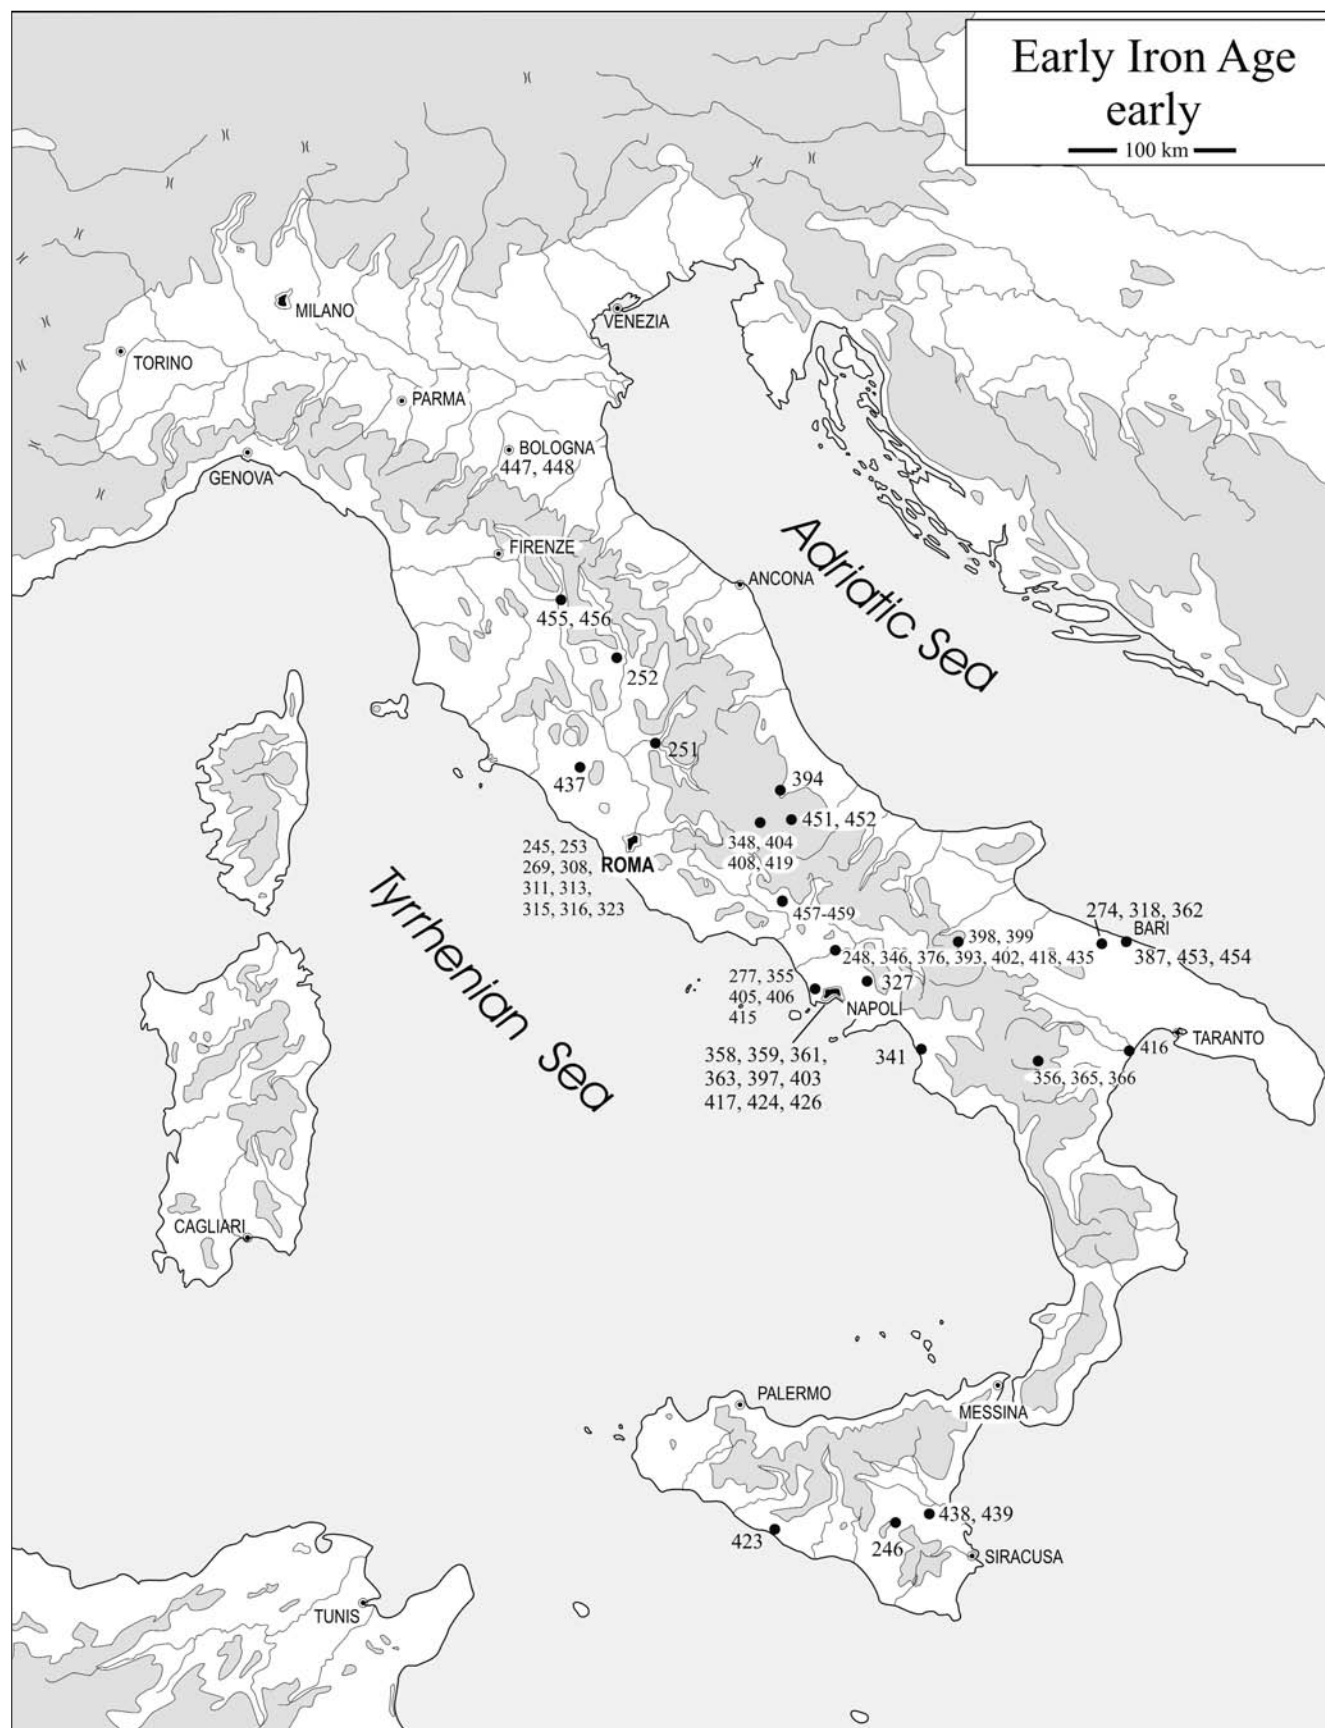 Early Iron Age
early
100 km
MILANO
VENEZIA
TORINO
PARMA
BOLOGNA
447, 448
GENOVA
FIRENZE
ANCONA
Adriatic Sea
455, 456
252
251
437
394
451, 452
348, 404
408, 419
245, 253
269, 308,
311, 313,
315, 316, 323
ROMA
Tyrrhenian Sea
457-459
274, 318, 362
BARI
387, 453, 454
398, 399
248, 346, 376, 393, 402, 418, 435
277, 355
405, 406
415
327
NAPOLI
358, 359, 361,
363, 397, 403
417, 424, 426
341
416
TARANTO
356, 365, 366
CAGLIARI
PALERMO
MESSINA
438, 439
423
246
SIRACUSA
TUNIS